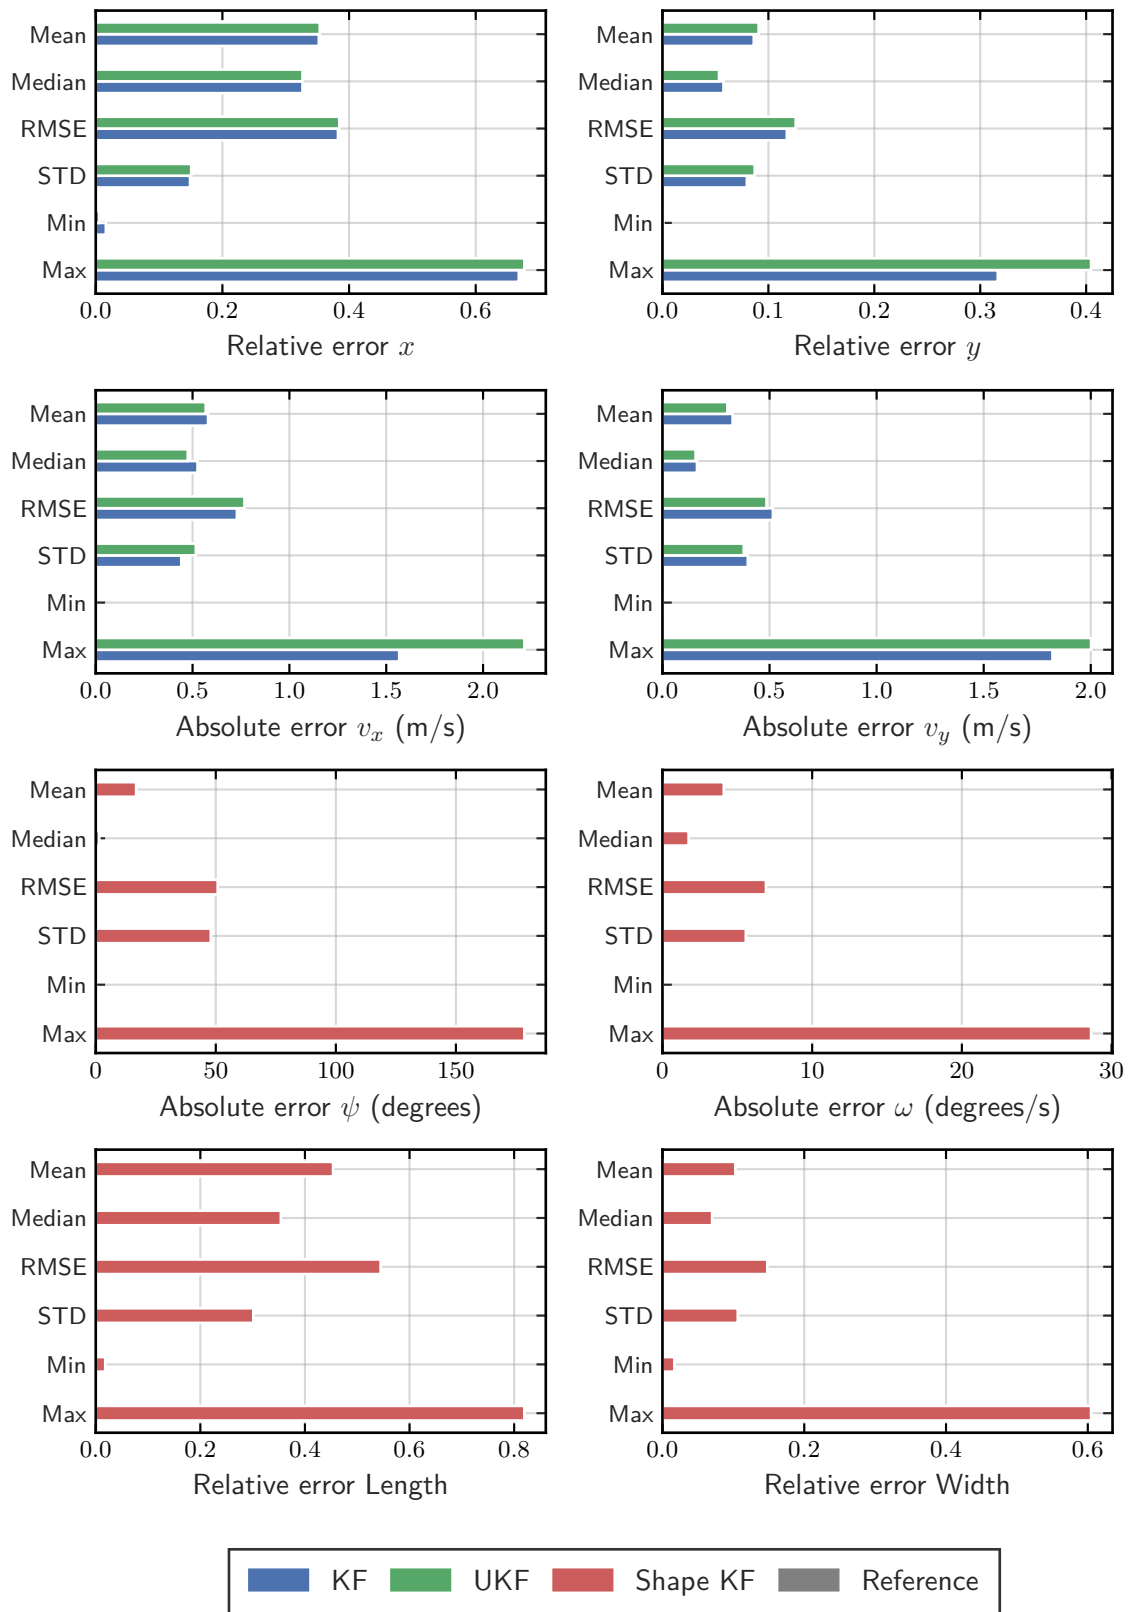 Mean
Median
RMSE
STD
Min
Max
0.0 0.2 0.4 0.6
Relative error x
Mean
Median
RMSE
STD
Min
Max
0.0 0.1 0.2 0.3 0.4
Relative error y
Mean
Median
RMSE
STD
Min
Max
0.0 0.5 1.0 1.5 2.0
Absolute error v_x (m/s)
Mean
Median
RMSE
STD
Min
Max
0.0 0.5 1.0 1.5 2.0
Absolute error v_y (m/s)
Mean
Median
RMSE
STD
Min
Max
0 50 100 150
Absolute error ψ (degrees)
Mean
Median
RMSE
STD
Min
Max
0 10 20 30
Absolute error ω (degrees/s)
Mean
Median
RMSE
STD
Min
Max
0.0 0.2 0.4 0.6 0.8
Relative error Length
Mean
Median
RMSE
STD
Min
Max
0.0 0.2 0.4 0.6
Relative error Width
KF UKF Shape KF Reference